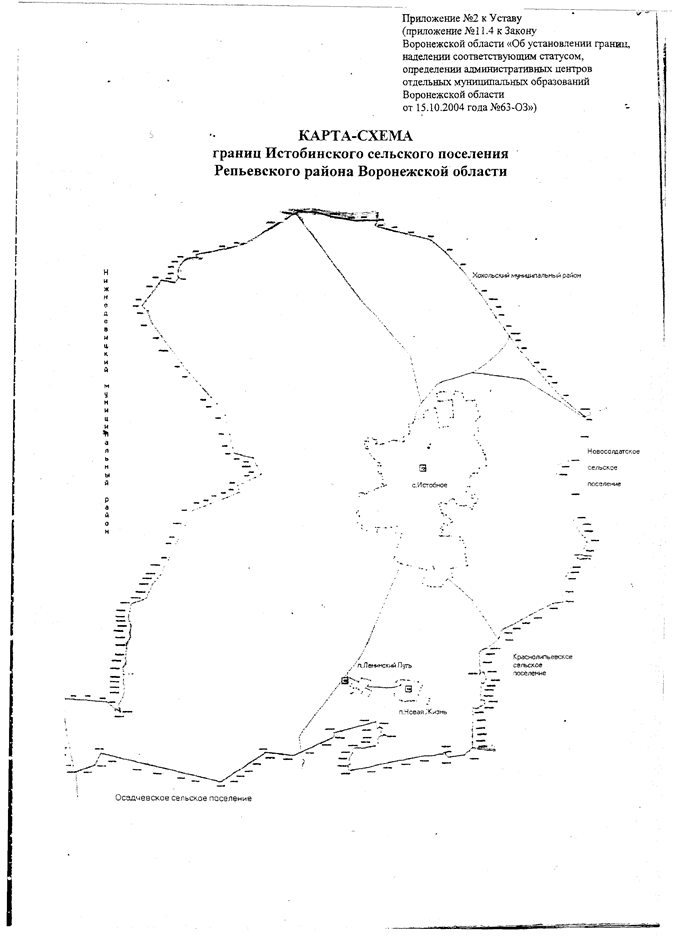 Приложение №2 к Уставу
(приложение №11.4 к Закону
Воронежской области «Об установлении границ,
наделении соответствующим статусом,
определении административных центров
отдельных муниципальных образований
Воронежской области
от 15.10.2004 года №63-ОЗ»)
КАРТА-СХЕМА
границ Истобинского сельского поселения
Репьевского района Воронежской области
Нижнедевицкий муниципальный район
Хохольский муниципальный район
Новосолдатское
сельское
поселение
с.Истобное
Краснолипьевское
сельское
поселение
п.Ленинский Путь
п.Новая Жизнь
Осадчевское сельское поселение